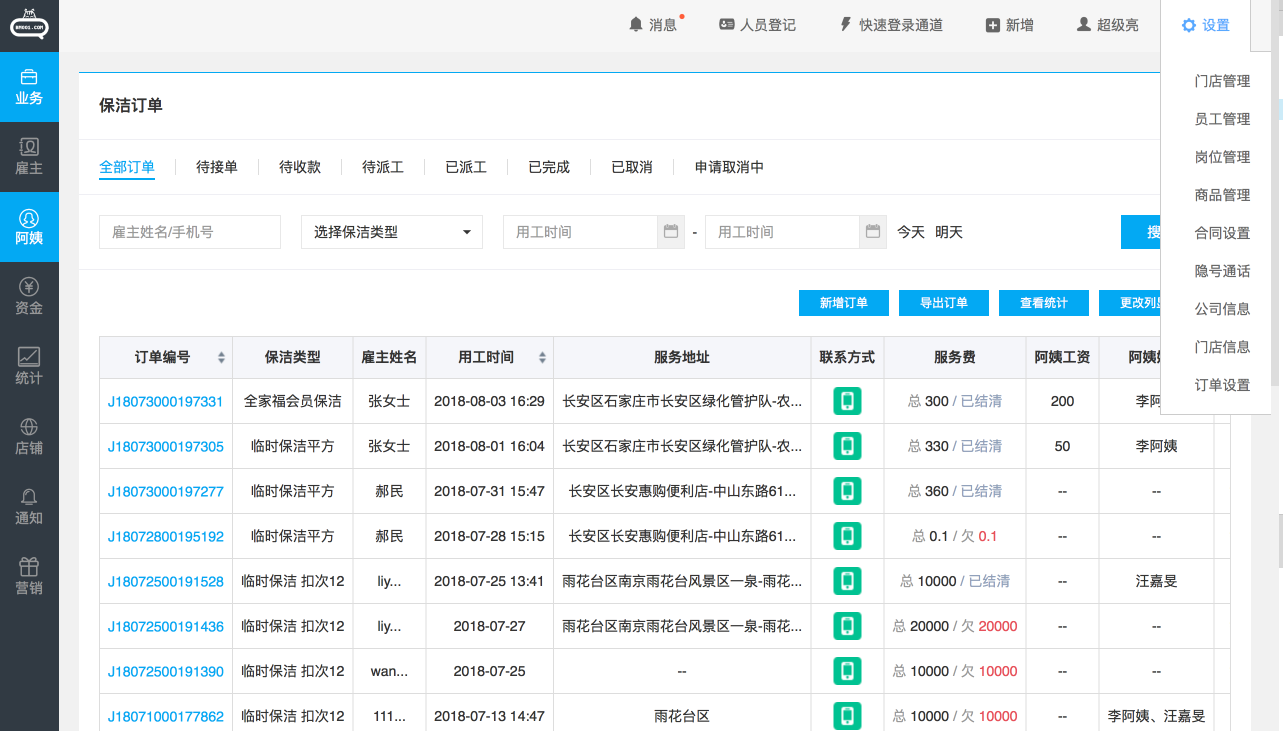 消息 人员登记 快速登录通道 新增 超级亮 设置
业务
雇主
阿姨
资金
统计
店铺
通知
营销
门店管理
员工管理
岗位管理
商品管理
合同设置
隐号通话
公司信息
门店信息
订单设置
保洁订单
全部订单 待接单 待收款 待派工 已派工 已完成 已取消 申请取消中
雇主姓名/手机号 选择保洁类型 用工时间 - 用工时间 今天 明天 搜
新增订单 导出订单 查看统计 更改列
订单编号 保洁类型 雇主姓名 用工时间 服务地址 联系方式 服务费 阿姨工资 阿姨
J18073000197331 全家福会员保洁 张女士 2018-08-03 16:29 长安区石家庄市长安区绿化管护队-农... 总 300 / 已结清 200 李阿
J18073000197305 临时保洁平方 张女士 2018-08-01 16:04 长安区石家庄市长安区绿化管护队-农... 总 330 / 已结清 50 李阿姨
J18073000197277 临时保洁平方 郝民 2018-07-31 15:47 长安区长安惠购便利店-中山东路61... 总 360 / 已结清 -- --
J18072800195192 临时保洁平方 郝民 2018-07-28 15:15 长安区长安惠购便利店-中山东路61... 总 0.1 / 欠 0.1 -- --
J18072500191528 临时保洁 扣次12 liy... 2018-07-25 13:41 雨花台区南京雨花台风景区一泉-雨花... 总 10000 / 已结清 -- 汪嘉旻
J18072500191436 临时保洁 扣次12 liy... 2018-07-27 雨花台区南京雨花台风景区一泉-雨花... 总 20000 / 欠 20000 -- --
J18072500191390 临时保洁 扣次12 wan... 2018-07-25 -- 总 10000 / 欠 10000 -- --
J18071000177862 临时保洁 扣次12 111... 2018-07-13 14:47 雨花台区 总 10000 / 欠 10000 -- 李阿姨、汪嘉旻